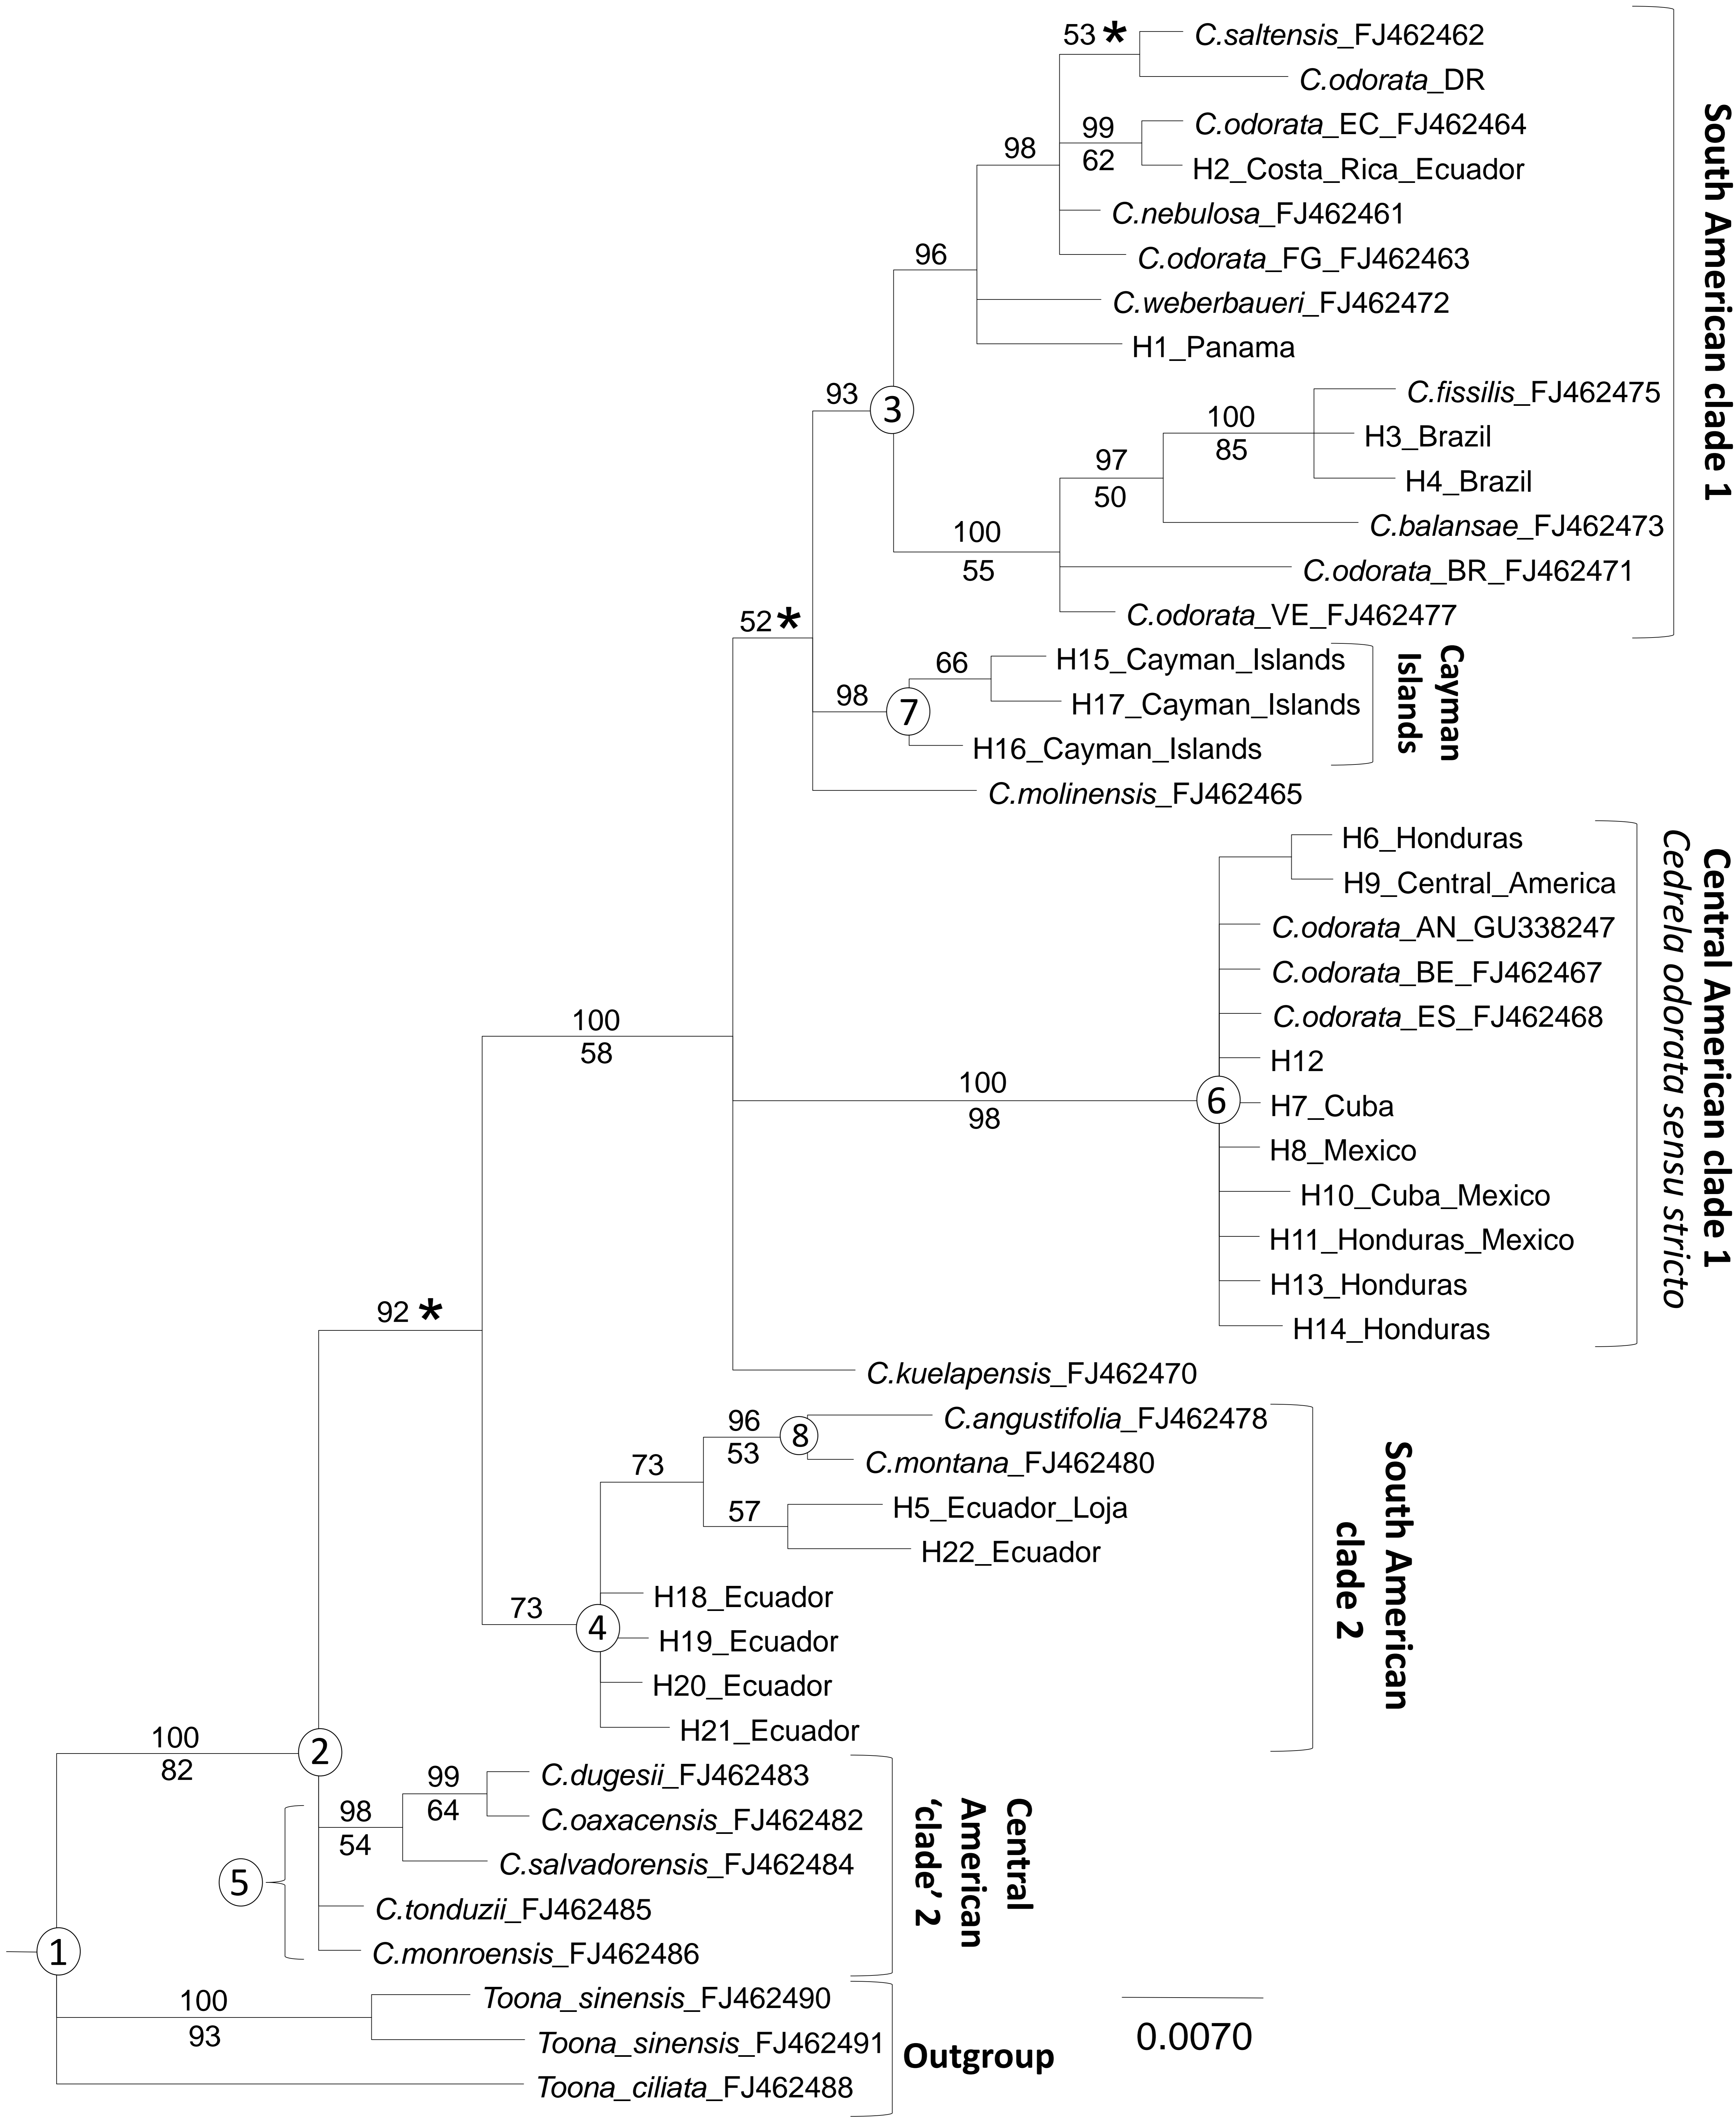 53 *
C.saltensis_FJ462462
C.odorata_DR
99
62
C.odorata_EC_FJ462464
H2_Costa_Rica_Ecuador
98
C.nebulosa_FJ462461
C.odorata_FG_FJ462463
96
C.weberbaueri_FJ462472
H1_Panama
South American clade 1
93
3
C.fissilis_FJ462475
100
85
H3_Brazil
H4_Brazil
97
50
C.balansae_FJ462473
100
55
C.odorata_BR_FJ462471
C.odorata_VE_FJ462477
52 *
66
H15_Cayman_Islands
H17_Cayman_Islands
98
7
H16_Cayman_Islands
Cayman
Islands
C.molinensis_FJ462465
H6_Honduras
H9_Central_America
C.odorata_AN_GU338247
C.odorata_BE_FJ462467
C.odorata_ES_FJ462468
H12
100
98
6
H7_Cuba
H8_Mexico
H10_Cuba_Mexico
H11_Honduras_Mexico
H13_Honduras
H14_Honduras
Central American clade 1
Cedrela odorata sensu stricto
100
58
C.kuelapensis_FJ462470
92 *
96
53
8
C.angustifolia_FJ462478
C.montana_FJ462480
73
57
H5_Ecuador_Loja
H22_Ecuador
H18_Ecuador
73
4
H19_Ecuador
H20_Ecuador
H21_Ecuador
South American
clade 2
100
82
2
99
64
C.dugesii_FJ462483
C.oaxacensis_FJ462482
98
54
C.salvadorensis_FJ462484
5
C.tonduzii_FJ462485
C.monroensis_FJ462486
Central
American
‘clade’ 2
1
100
93
Toona_sinensis_FJ462490
Toona_sinensis_FJ462491
Toona_ciliata_FJ462488
Outgroup
0.0070